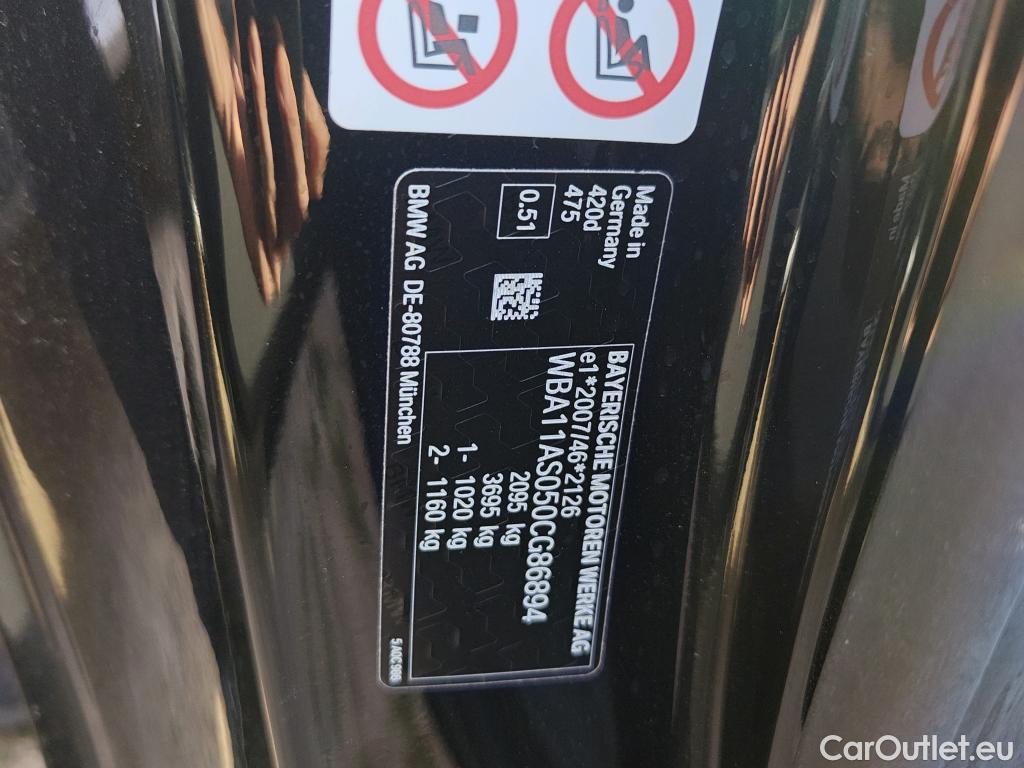 Made in
Germany
420d
475
0.51
BAYERISCHE MOTOREN WERKE AG
e1*2007/46*2126
WBA11AS050CG86894
2095 kg
3695 kg
1- 1020 kg
2- 1160 kg
BMW AG DE-80788 München
CarOutlet.eu